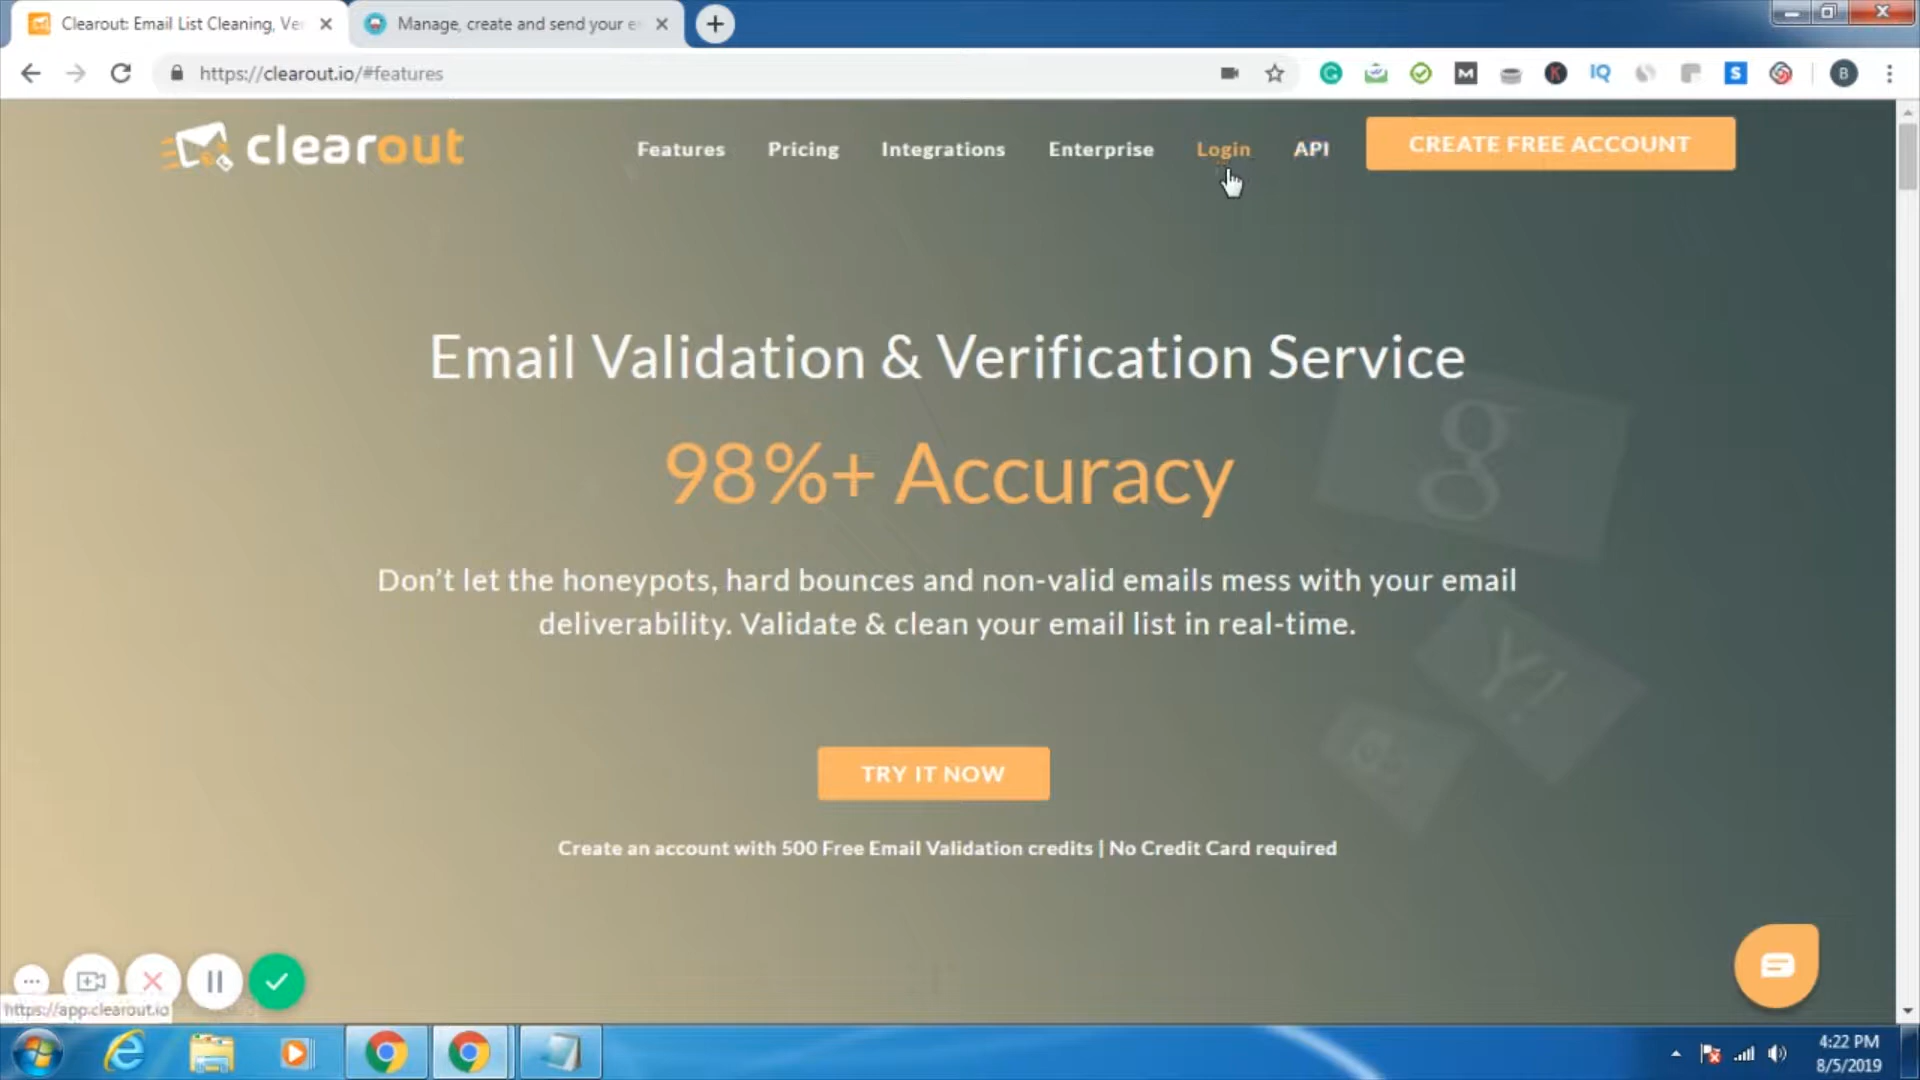 Clearout: Email List Cleaning, Ve
Manage, create and send your e
https://clearout.io/#features
B
clearout
Features
Pricing
Integrations
Enterprise
Login
API
CREATE FREE ACCOUNT
Email Validation & Verification Service
98%+ Accuracy
Don't let the honeypots, hard bounces and non-valid emails mess with your email
deliverability. Validate & clean your email list in real-time.
TRY IT NOW
Create an account with 500 Free Email Validation credits | No Credit Card required
https://app.clearout.io
4:22 PM
8/5/2019